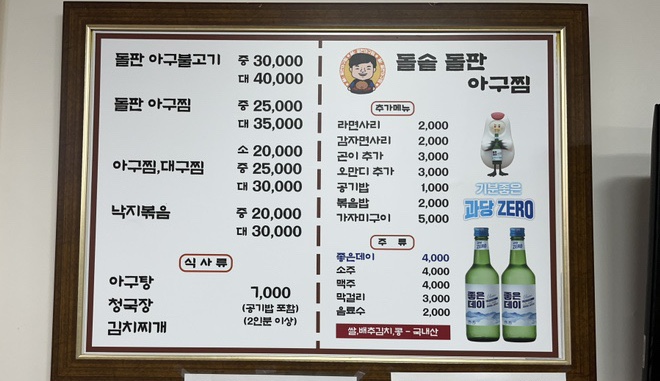 돌판 아구불고기 중 30,000
대 40,000
돌판 아구찜 중 25,000
대 35,000
소 20,000
아구찜,대구찜 중 25,000
대 30,000
낙지볶음 중 20,000
대 30,000
식사류
아구탕
청국장 7,000
(공기밥 포함)
김치찌개 (2인분 이상)
돌솥 돌판
아구찜
추가메뉴
라면사리 2,000
감자면사리 2,000
곤이 추가 3,000
오만디 추가 3,000
공기밥 1,000
볶음밥 2,000
가자미구이 5,000
주 류
좋은데이 4,000
소주 4,000
맥주 4,000
막걸리 3,000
음료수 2,000
쌀,배추김치,콩 - 국내산
기분좋은
과당 ZERO
좋은
데이
좋은
데이